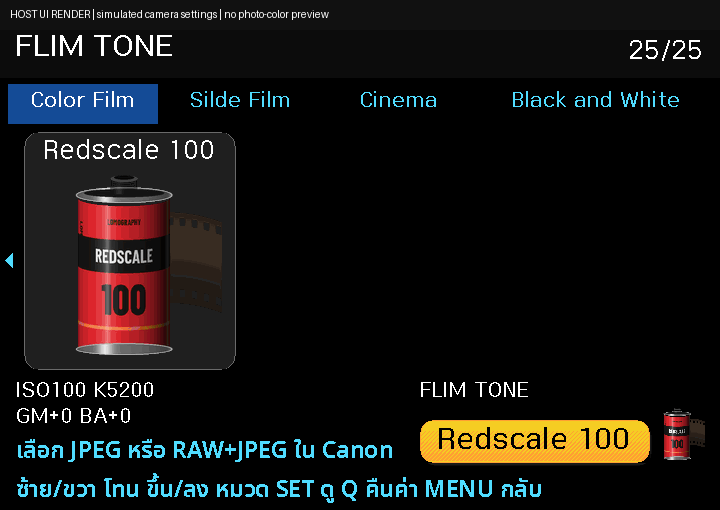 HOST UI RENDER | simulated camera settings | no photo-color preview
FLIM TONE
25/25
Color Film
Silde Film
Cinema
Black and White
Redscale 100
LOMOGRAPHY
REDSCALE
100
ISO100 K5200
GM+0 BA+0
FLIM TONE
Redscale 100
REDSCALE
100
เลือก JPEG หรือ RAW+JPEG ใน Canon
ซ้าย/ขวา โทน ขึ้น/ลง หมวด SET ดู Q คืนค่า MENU กลับ